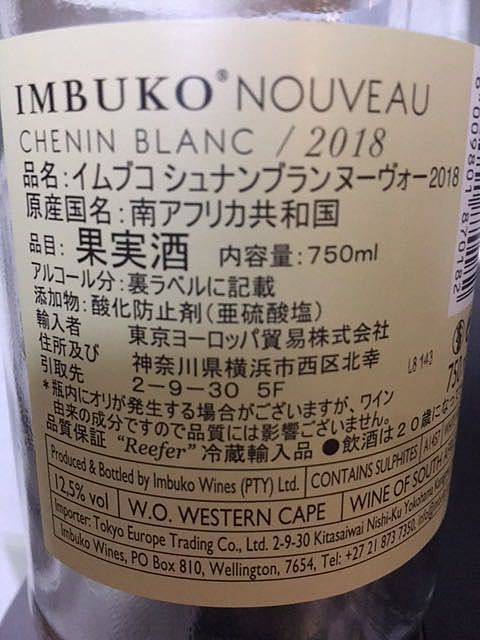 IMBUKO® NOUVEAU
CHENIN BLANC / 2018
品名:イムブコ シュナンブランヌーヴォー2018
原産国名:南アフリカ共和国
品目:果実酒 内容量:750ml
アルコール分:裏ラベルに記載
添加物:酸化防止剤(亜硫酸塩)
輸入者 東京ヨーロッパ貿易株式会社
住所及び 神奈川県横浜市西区北幸
引取先 2-9-30 5F
*瓶内にオリが発生する場合がございますが、ワイン
由来の成分ですので品質には影響ございません。
品質保証 “Reefer” 冷蔵輸入品 ●飲酒は20歳になっ
6 009801 870182
L8 143
750
Produced & Bottled by Imbuko Wines (PTY) Ltd. CONTAINS SULPHITES A1457
12,5% vol W.O. WESTERN CAPE WINE OF SOUTH
Importer: Tokyo Europe Trading Co., Ltd. 2-9-30 Kitasaiwai Nishi-Ku Yokohama
Imbuko Wines, PO Box 810, Wellington, 7654, Tel: +27 21 873 7350,